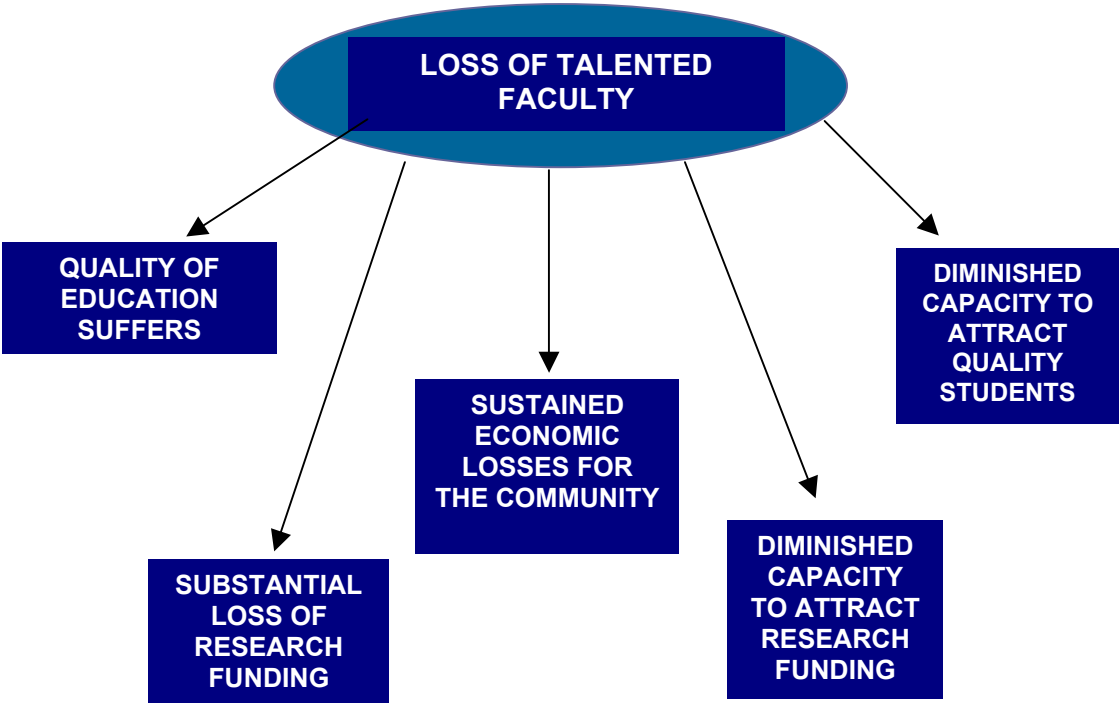 LOSS OF TALENTED
FACULTY
QUALITY OF
EDUCATION
SUFFERS
DIMINISHED
CAPACITY TO
ATTRACT
QUALITY
STUDENTS
SUSTAINED
ECONOMIC
LOSSES FOR
THE COMMUNITY
SUBSTANTIAL
LOSS OF
RESEARCH
FUNDING
DIMINISHED
CAPACITY
TO ATTRACT
RESEARCH
FUNDING